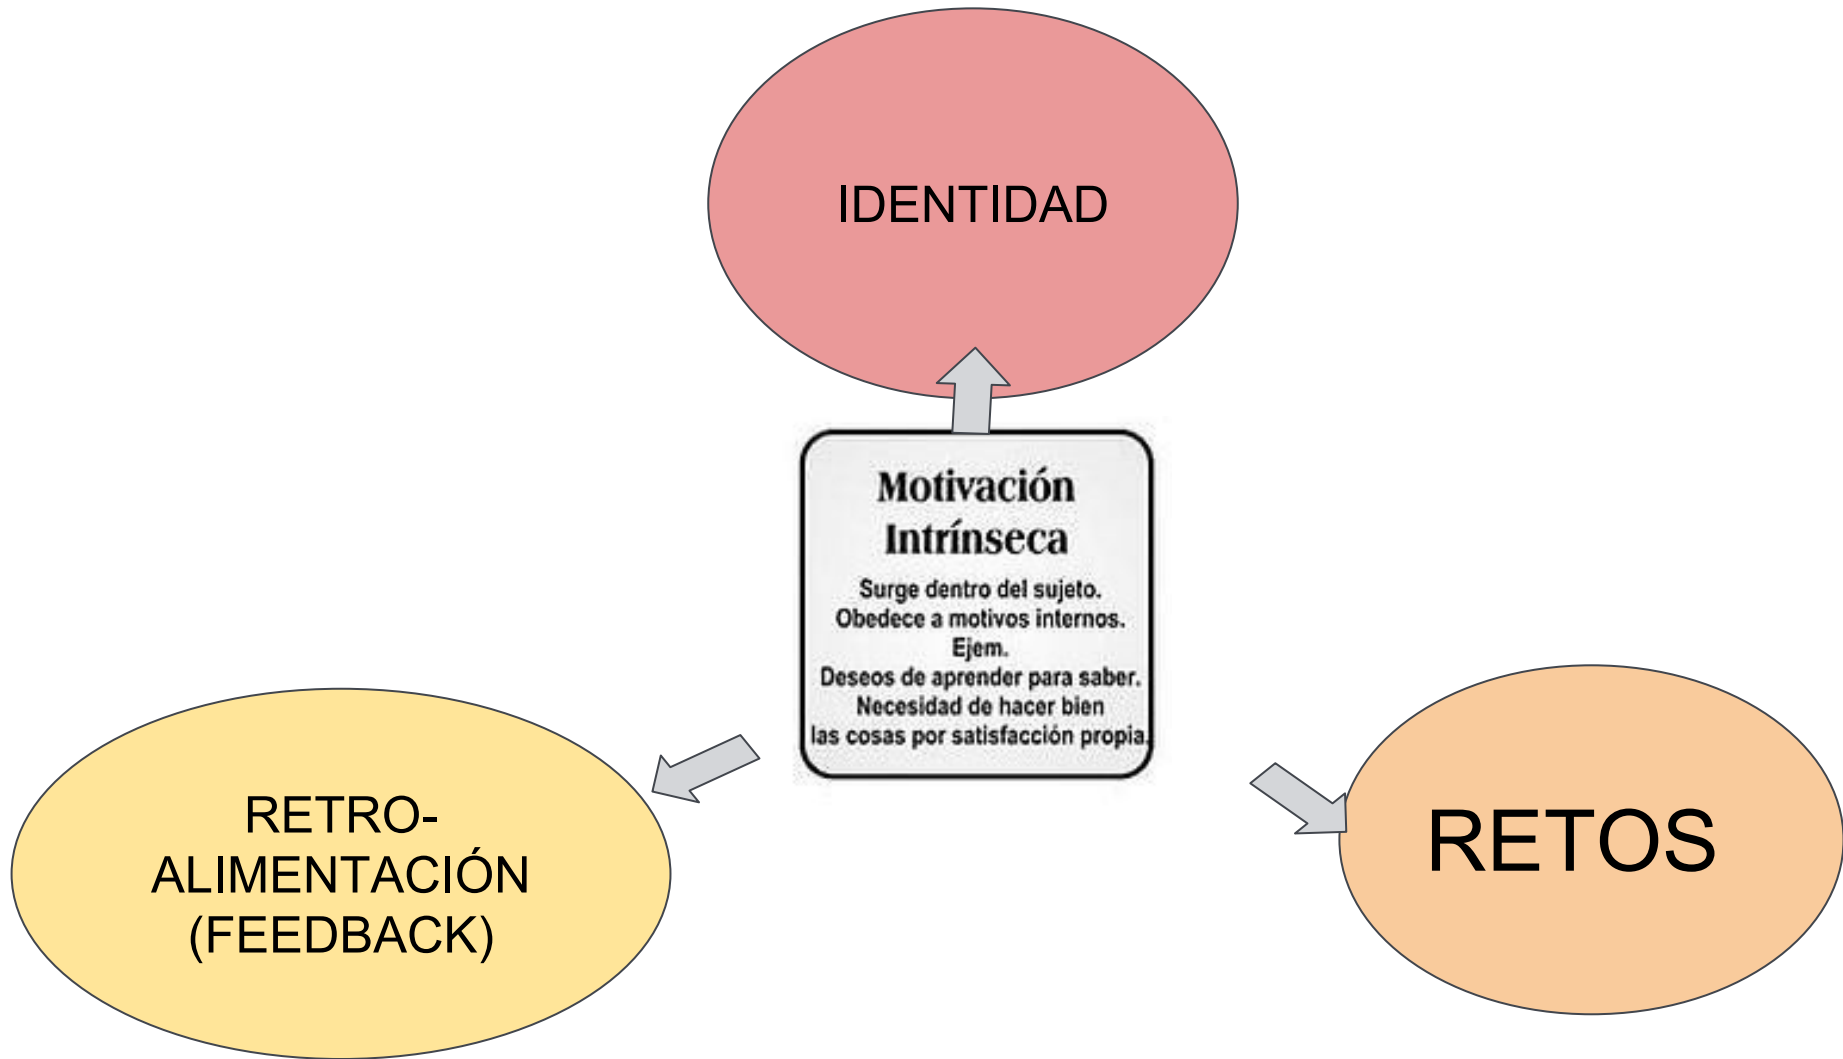 IDENTIDAD
Motivación
Intrínseca
Surge dentro del sujeto.
Obedece a motivos internos.
Ejem.
Deseos de aprender para saber.
Necesidad de hacer bien
las cosas por satisfacción propia.
RETRO-
ALIMENTACIÓN
(FEEDBACK)
RETOS